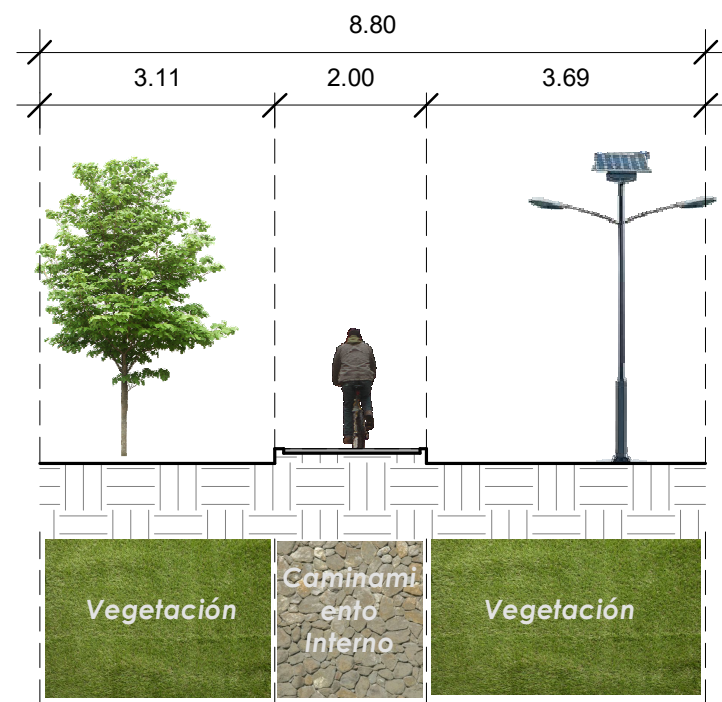 8.80
3.11 2.00 3.69
Vegetación
Caminami
ento
Interno
Vegetación